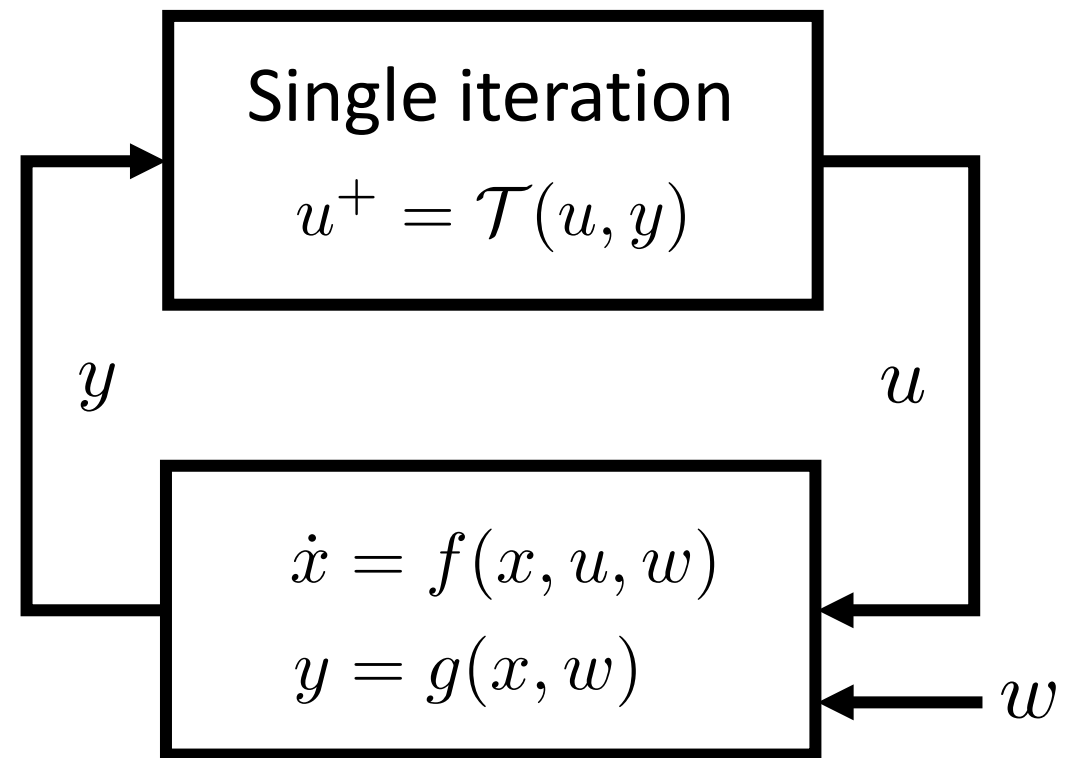 Single iteration
u⁺ = 𝒯(u, y)
y
u
ẋ = f(x, u, w)
y = g(x, w)
w